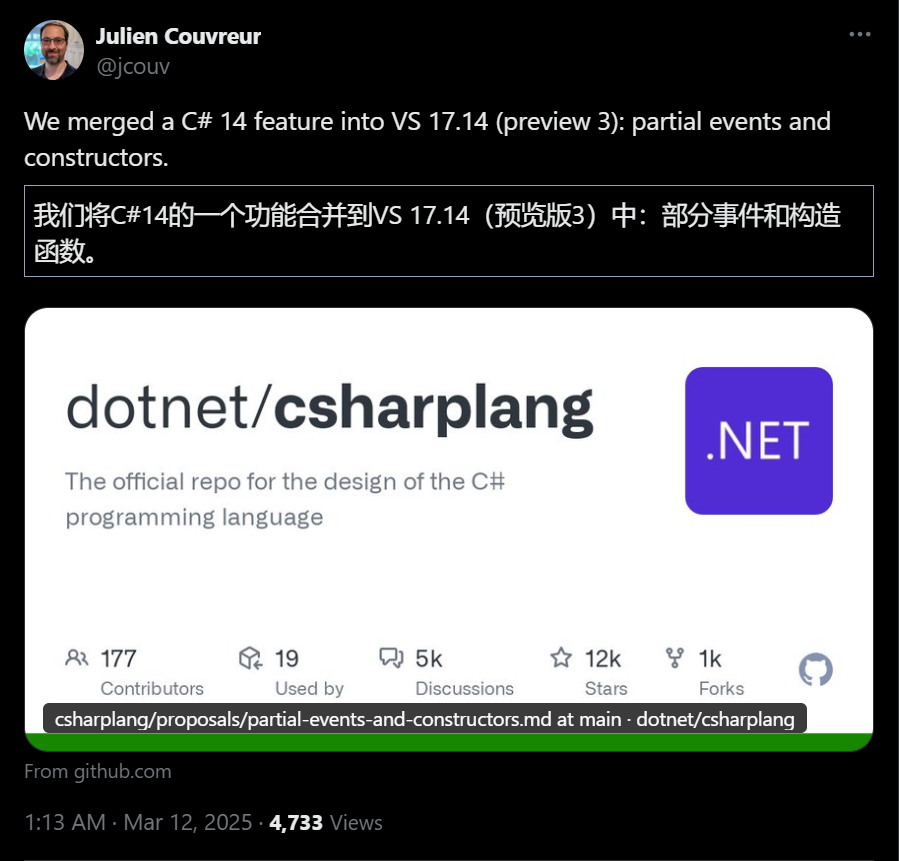 Julien Couvreur
@jcouv
We merged a C# 14 feature into VS 17.14 (preview 3): partial events and
constructors.
我们将C#14的一个功能合并到VS 17.14（预览版3）中：部分事件和构造
函数。
dotnet/csharplang
.NET
The official repo for the design of the C#
programming language
177 19 5k 12k 1k
Contributors Used by Discussions Stars Forks
csharplang/proposals/partial-events-and-constructors.md at main · dotnet/csharplang
From github.com
1:13 AM · Mar 12, 2025 · 4,733 Views